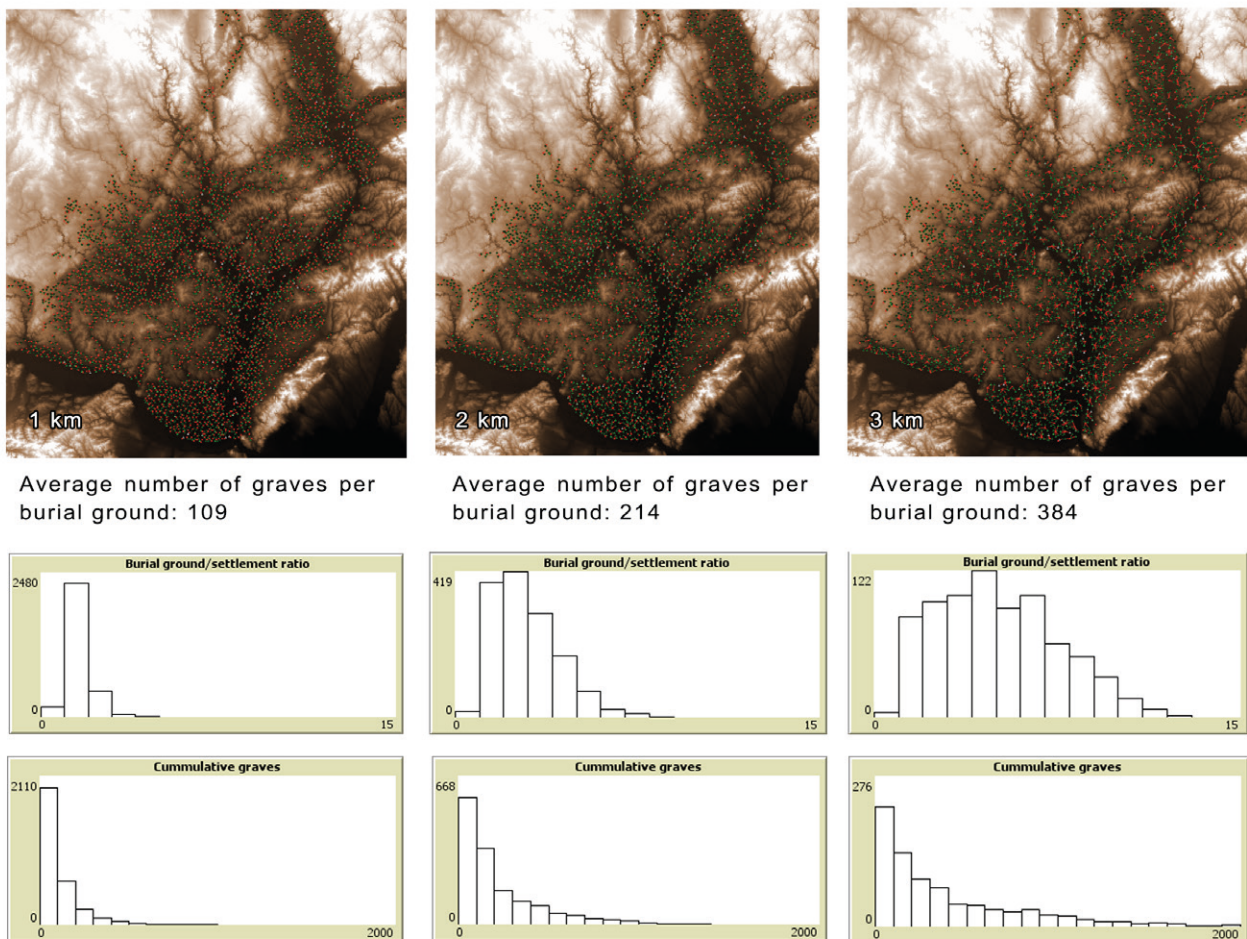 1 km
2 km
3 km
Average number of graves per
burial ground: 109
Average number of graves per
burial ground: 214
Average number of graves per
burial ground: 384
Burial ground/settlement ratio
2480
0
0
15
Burial ground/settlement ratio
419
0
0
15
Burial ground/settlement ratio
122
0
0
15
Cummulative graves
2110
0
0
2000
Cummulative graves
668
0
0
2000
Cummulative graves
276
0
0
2000